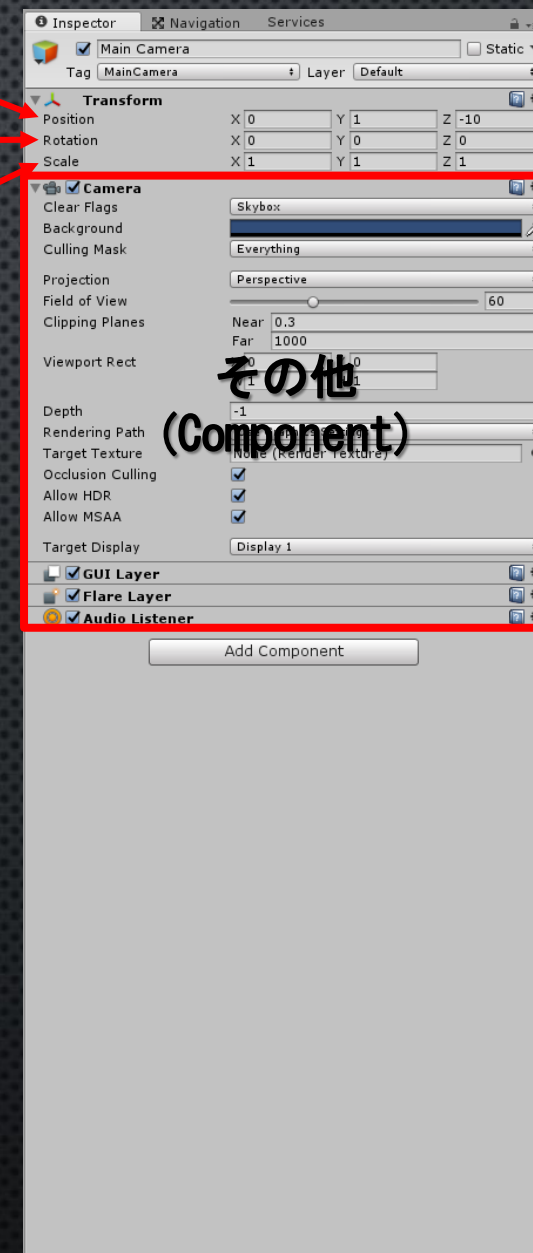 Inspector Navigation Services
Main Camera Static
Tag MainCamera Layer Default
Transform
Position X 0 Y 1 Z -10
Rotation X 0 Y 0 Z 0
Scale X 1 Y 1 Z 1
Camera
Clear Flags Skybox
Background
Culling Mask Everything
Projection Perspective
Field of View 60
Clipping Planes Near 0.3
Far 1000
Viewport Rect
その他
Depth -1
(Component)
Rendering Path
Target Texture None (Render Texture)
Occlusion Culling
Allow HDR
Allow MSAA
Target Display Display 1
GUI Layer
Flare Layer
Audio Listener
Add Component